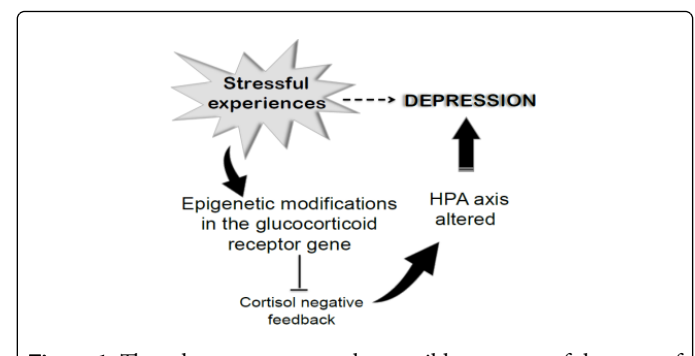 Stressful
experiences
DEPRESSION
Epigenetic modifications
in the glucocorticoid
receptor gene
HPA axis
altered
Cortisol negative
feedback